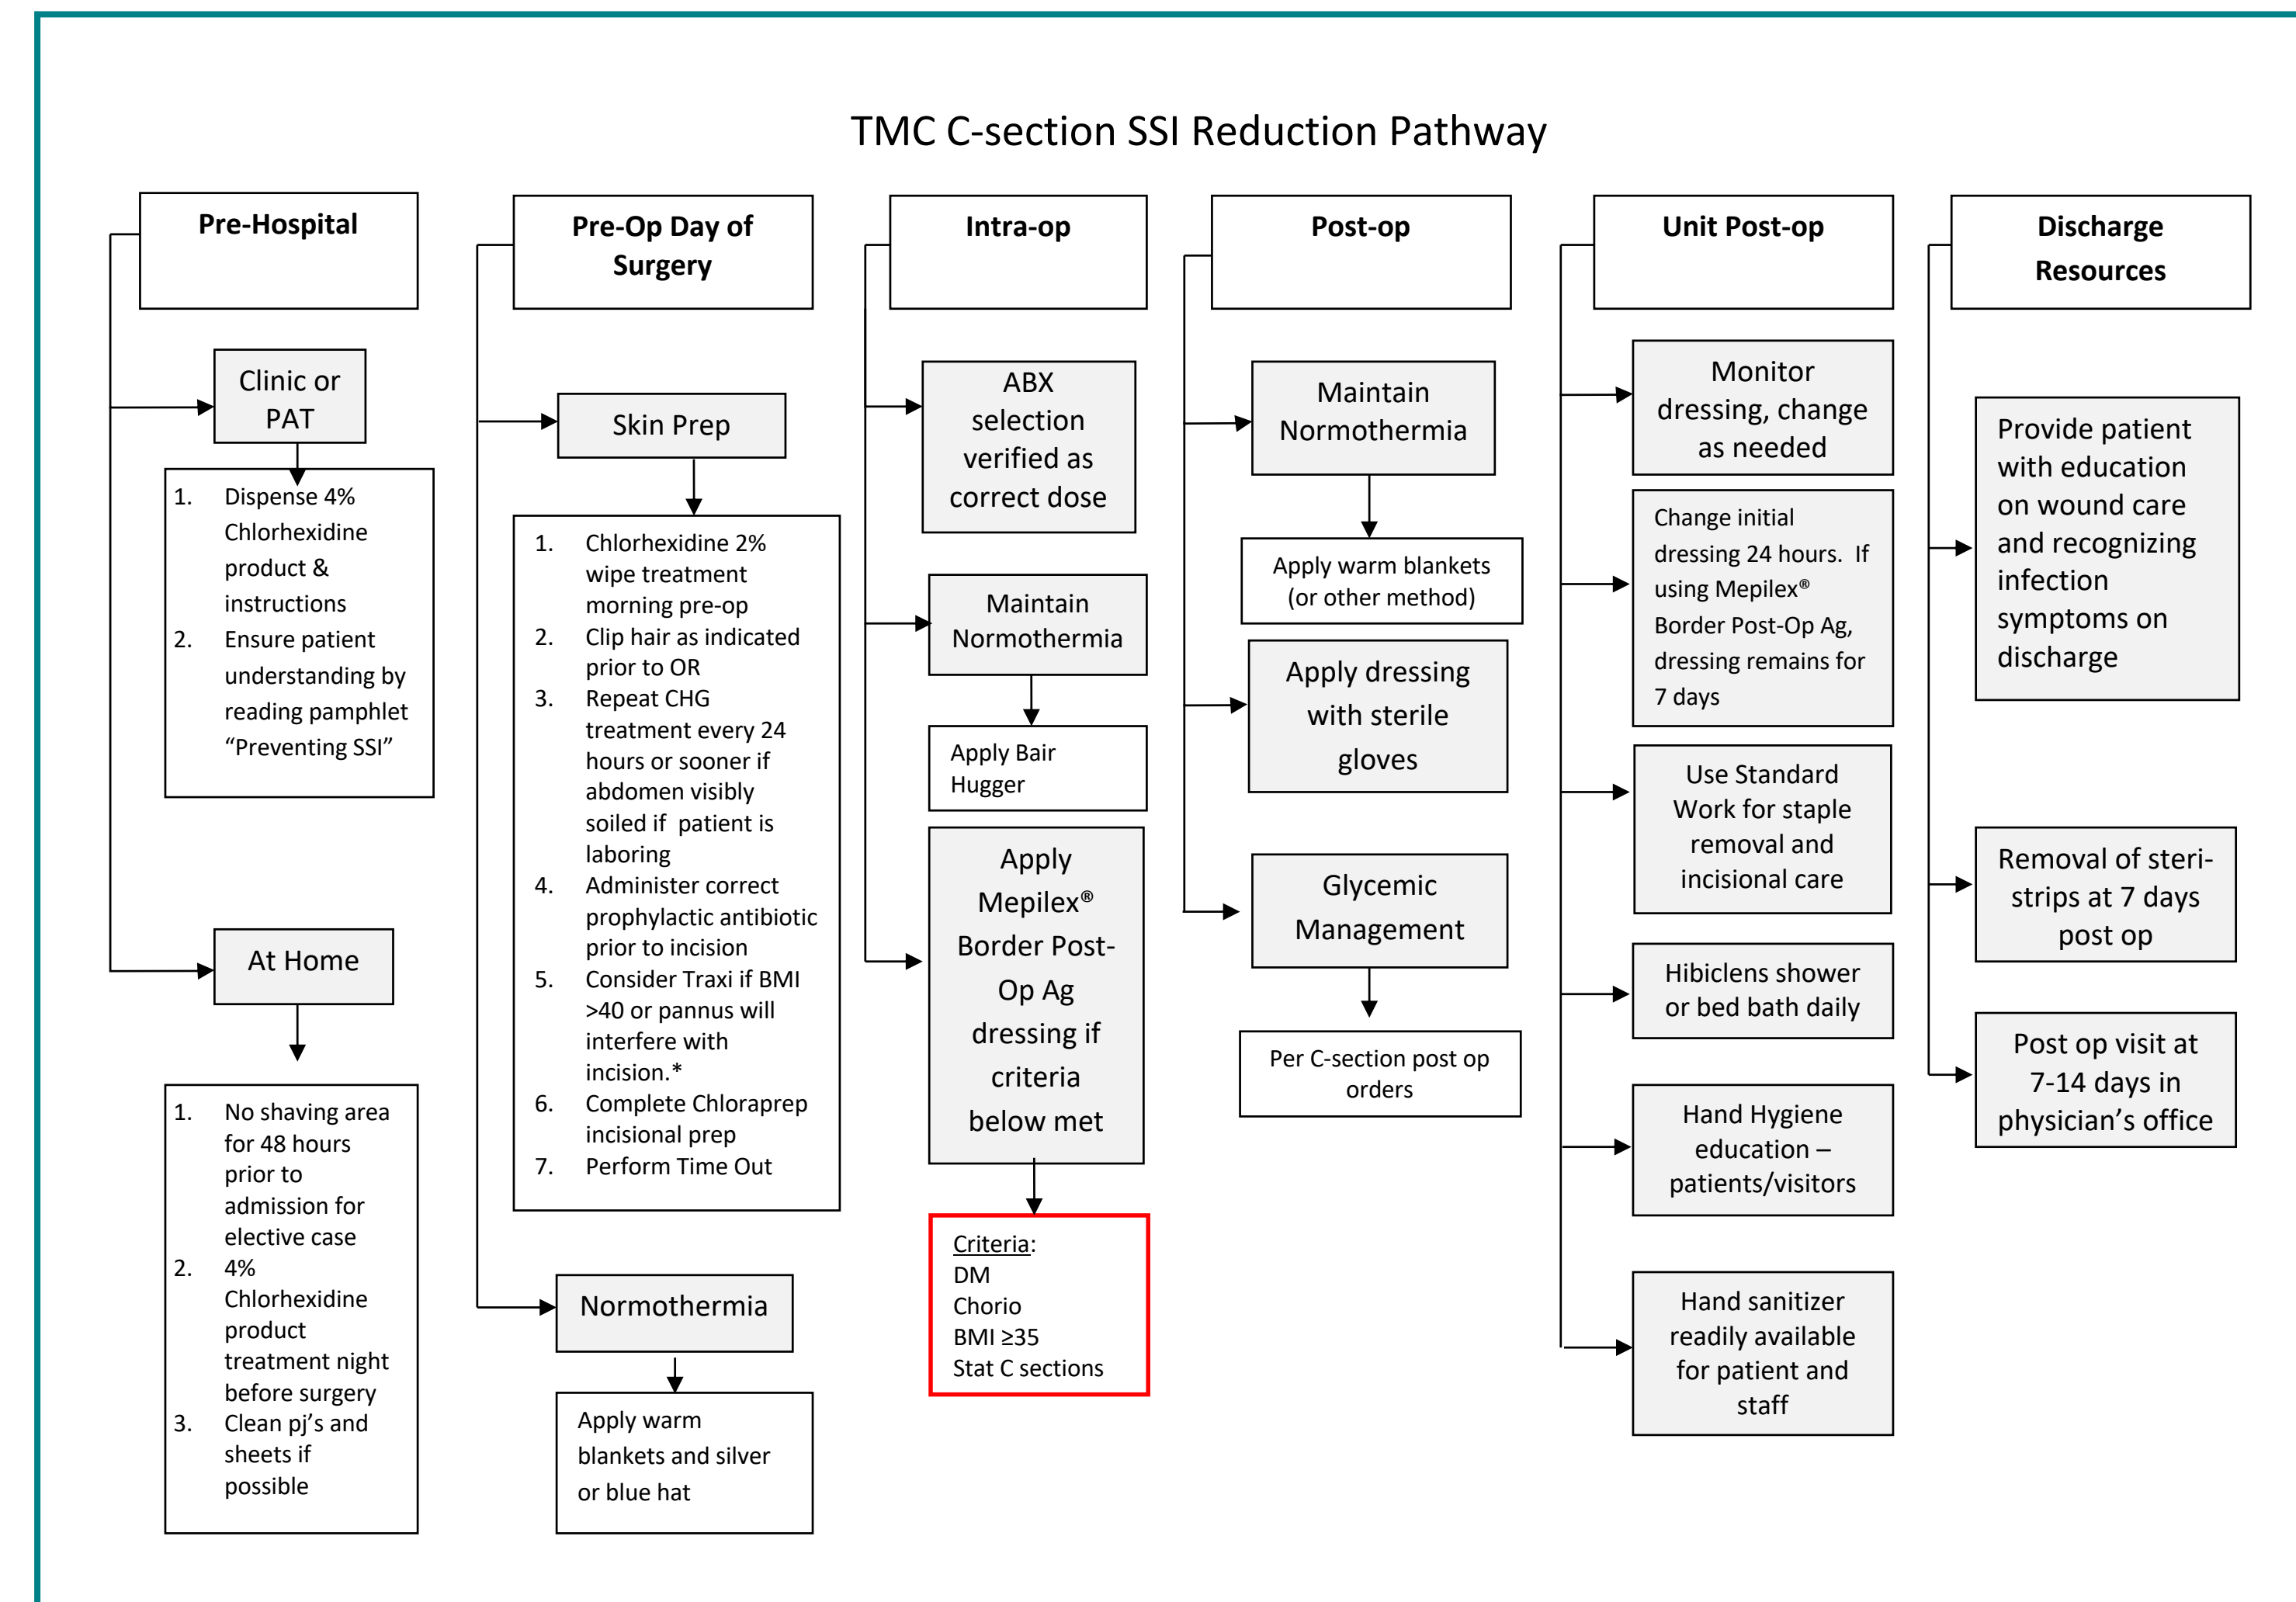 TMC C-section SSI Reduction Pathway
Pre-Hospital
Clinic or
PAT
1. Dispense 4%
Chlorhexidine
product &
instructions
2. Ensure patient
understanding by
reading pamphlet
“Preventing SSI”
At Home
1. No shaving area
for 48 hours
prior to
admission for
elective case
2. 4%
Chlorhexidine
product
treatment night
before surgery
3. Clean pj’s and
sheets if
possible
Pre-Op Day of
Surgery
Skin Prep
1. Chlorhexidine 2%
wipe treatment
morning pre-op
2. Clip hair as indicated
prior to OR
3. Repeat CHG
treatment every 24
hours or sooner if
abdomen visibly
soiled if patient is
laboring
4. Administer correct
prophylactic antibiotic
prior to incision
5. Consider Traxi if BMI
>40 or pannus will
interfere with
incision.*
6. Complete Chloraprep
incisional prep
7. Perform Time Out
Normothermia
Apply warm
blankets and silver
or blue hat
Intra-op
ABX
selection
verified as
correct dose
Maintain
Normothermia
Apply Bair
Hugger
Apply
Mepilex®
Border Post-
Op Ag
dressing if
criteria
below met
Criteria:
DM
Chorio
BMI ≥35
Stat C sections
Post-op
Maintain
Normothermia
Apply warm blankets
(or other method)
Apply dressing
with sterile
gloves
Glycemic
Management
Per C-section post op
orders
Unit Post-op
Monitor
dressing, change
as needed
Change initial
dressing 24 hours. If
using Mepilex®
Border Post-Op Ag,
dressing remains for
7 days
Use Standard
Work for staple
removal and
incisional care
Hibiclens shower
or bed bath daily
Hand Hygiene
education –
patients/visitors
Hand sanitizer
readily available
for patient and
staff
Discharge
Resources
Provide patient
with education
on wound care
and recognizing
infection
symptoms on
discharge
Removal of steri-
strips at 7 days
post op
Post op visit at
7-14 days in
physician’s office